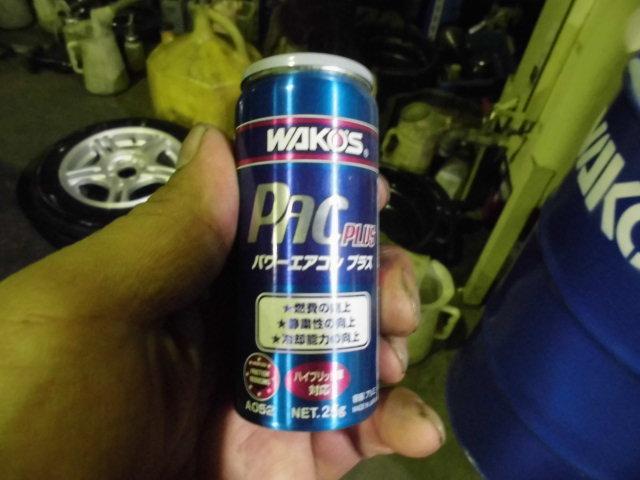 WAKO'S®
PAC PLUS
パワーエアコン プラス
★燃費の向上
★静粛性の向上
★冷却能力の向上
ハイブリッド車
対応
A052
NET. 25g
WAKO'S